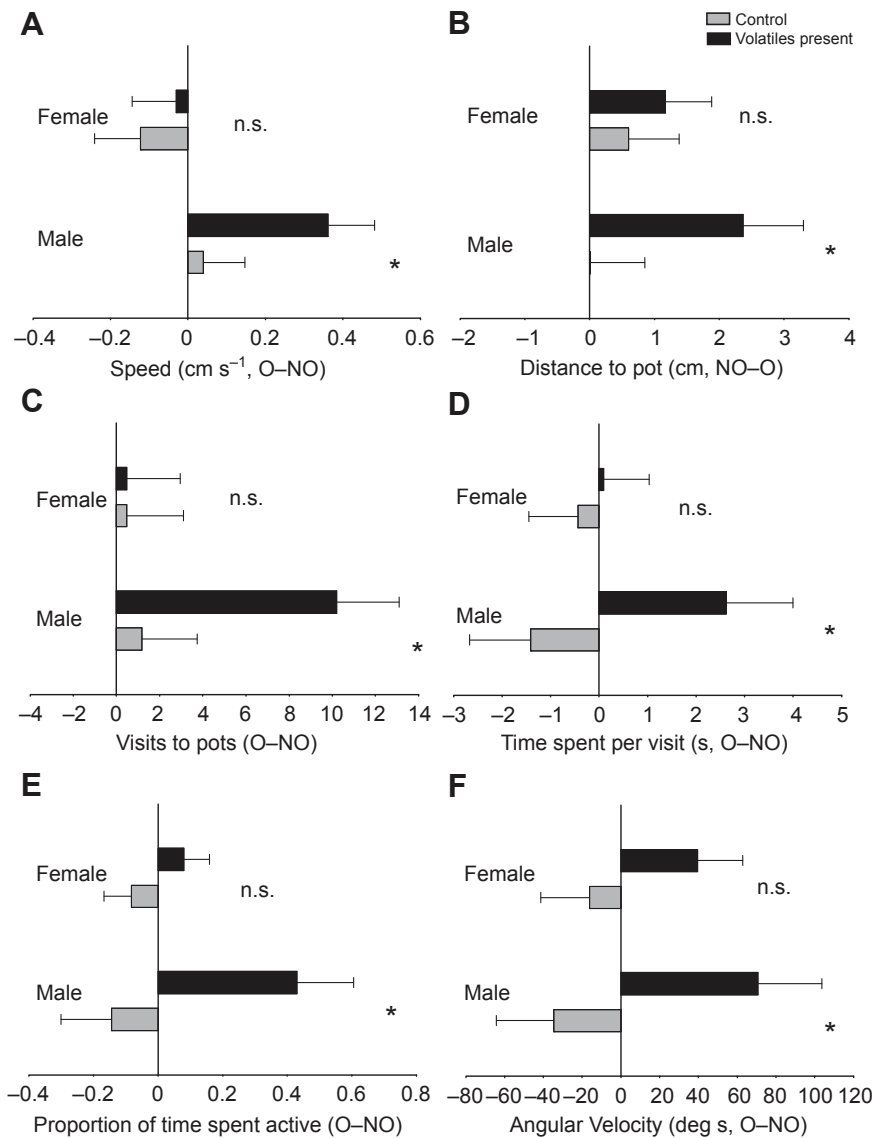 A
Female
n.s.
Male
*
–0.4 –0.2 0 0.2 0.4 0.6
Speed (cm s–1, O–NO)
B
Control
Volatiles present
Female
n.s.
Male
*
–2 –1 0 1 2 3 4
Distance to pot (cm, NO–O)
C
Female
n.s.
Male
*
–4 –2 0 2 4 6 8 10 12 14
Visits to pots (O–NO)
D
Female
n.s.
Male
*
–3 –2 –1 0 1 2 3 4 5
Time spent per visit (s, O–NO)
E
Female
n.s.
Male
*
–0.4 –0.2 0 0.2 0.4 0.6 0.8
Proportion of time spent active (O–NO)
F
Female
n.s.
Male
*
–80 –60 –40 –20 0 20 40 60 80 100 120
Angular Velocity (deg s, O–NO)